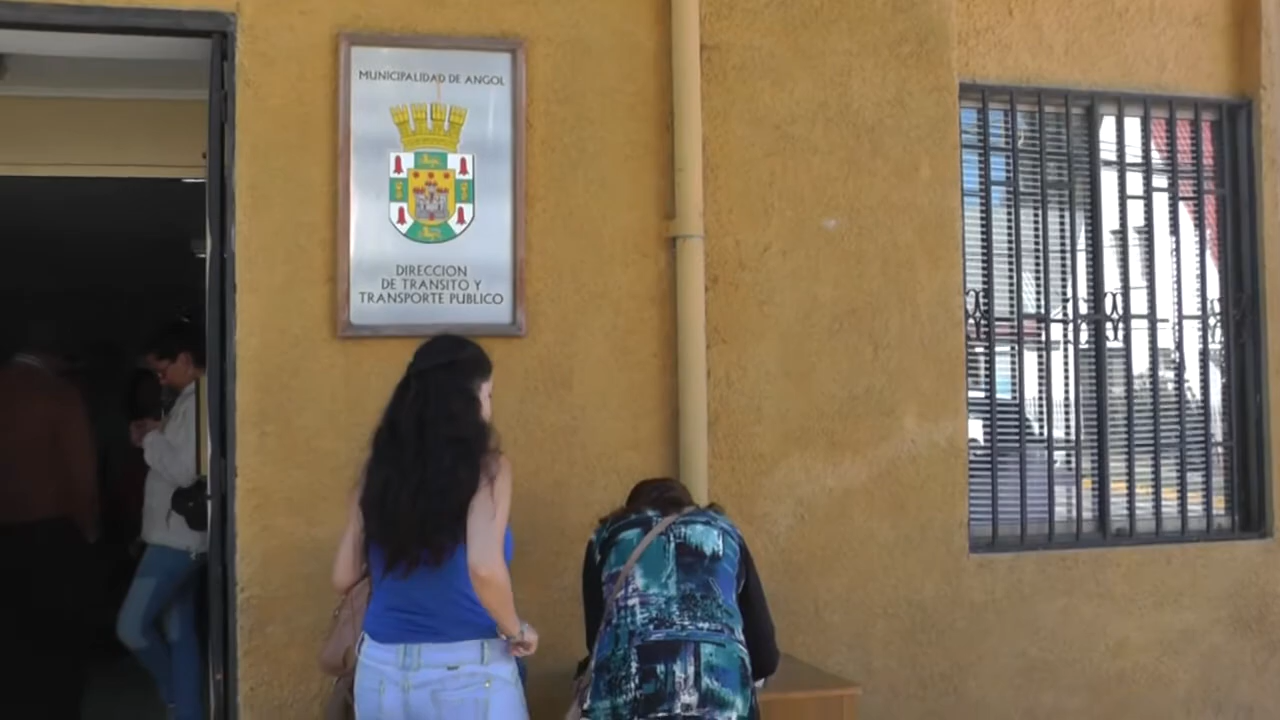 MUNICIPALIDAD DE ANGOL
DIRECCION
DE TRANSITO Y
TRANSPORTE PUBLICO